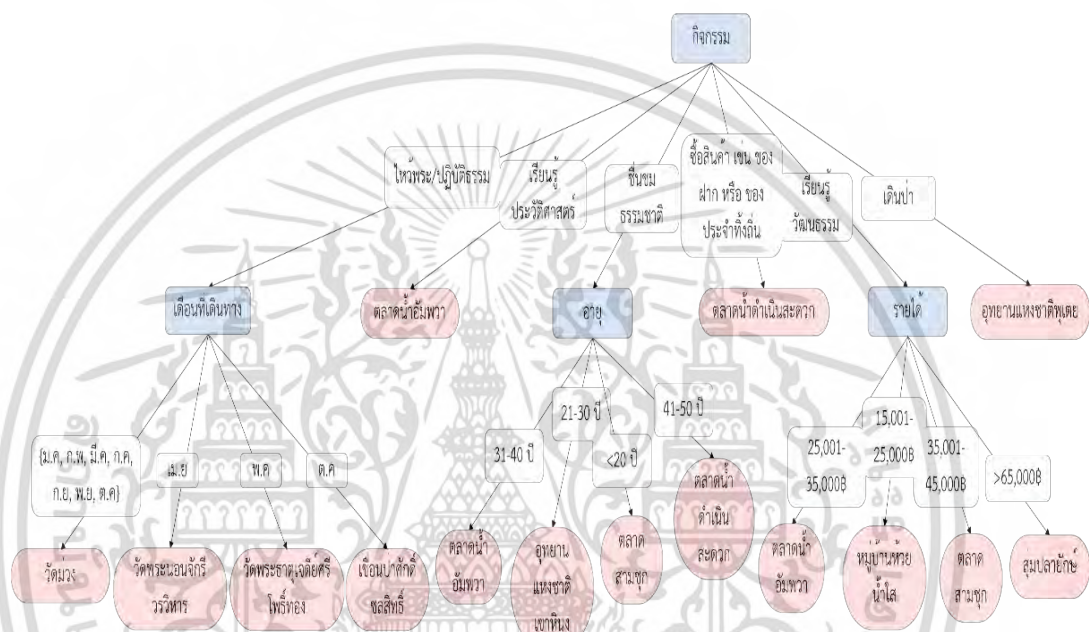 กิจกรรม
ไหว้พระ/ปฏิบัติธรรม
เรียนรู้
ประวัติศาสตร์
ชื่นชม
ธรรมชาติ
ซื้อสินค้า เช่น ของ
ฝาก หรือ ของ
ประจำทิ้งถิ่น
เรียนรู้
วัฒนธรรม
เดินป่า
เดือนที่เดินทาง
ตลาดน้ำอัมพวา
อายุ
ตลาดน้ำดำเนินสะดวก
รายได้
อุทยานแห่งชาติพุเตย
{ม.ค, ก.พ, มี.ค, ก.ค,
ก.ย, พ.ย, ต.ค}
เม.ย
พ.ค
ต.ค
31-40 ปี
21-30 ปี
<20 ปี
41-50 ปี
25,001-
35,000฿
15,001-
25,000฿
35,001-
45,000฿
>65,000฿
วัดม่วง
วัดพระนอนจักรี
วรวิหาร
วัดพระธาตุเจดีย์ศรี
โพธิ์ทอง
เขื่อนปาศักดิ์
ชลสิทธิ์
ตลาดน้ำ
อัมพวา
อุทยาน
แห่งชาติ
เขาหนีง
ตลาด
สามชุก
ตลาดน้ำ
ดำเนิน
สะดวก
ตลาดน้ำ
อัมพวา
หมู่บ้านห้วย
น้ำใส
ตลาด
สามชุก
สุ่มปลายักษ์